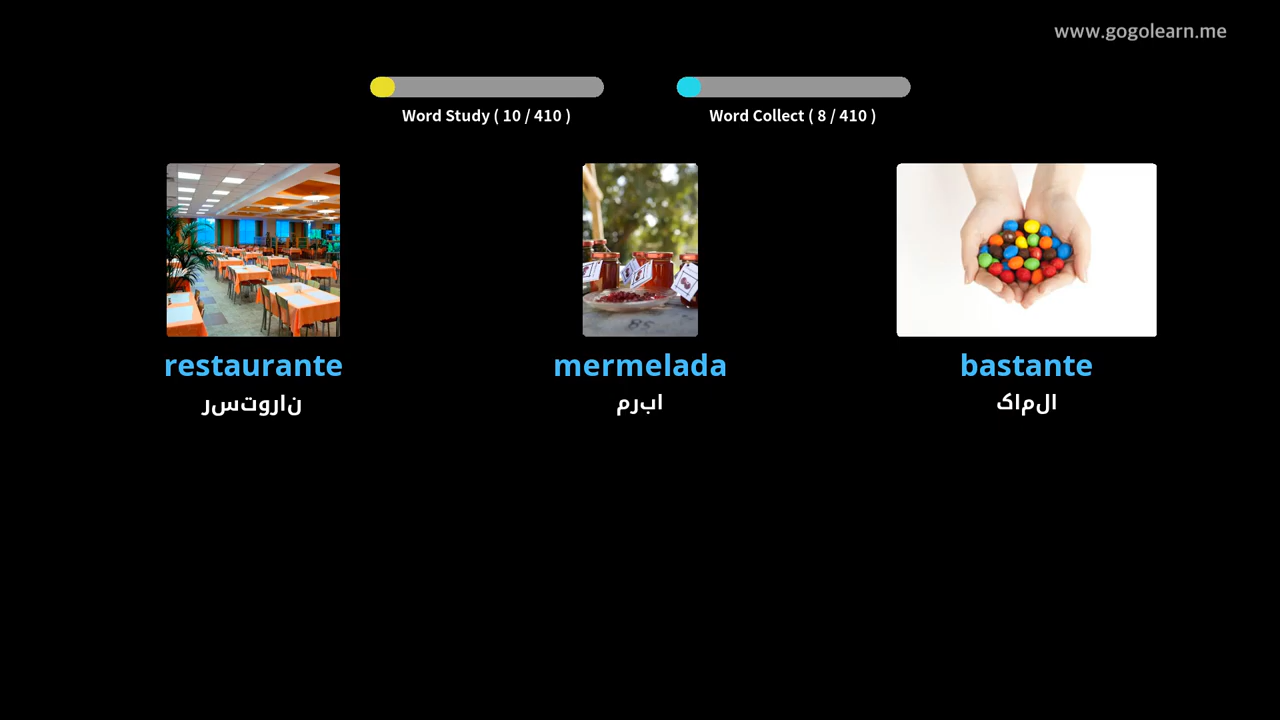 www.gogolearn.me
Word Study ( 10 / 410 )
Word Collect ( 8 / 410 )
restaurante
ناروتسر
mermelada
ابرم
bastante
الماک